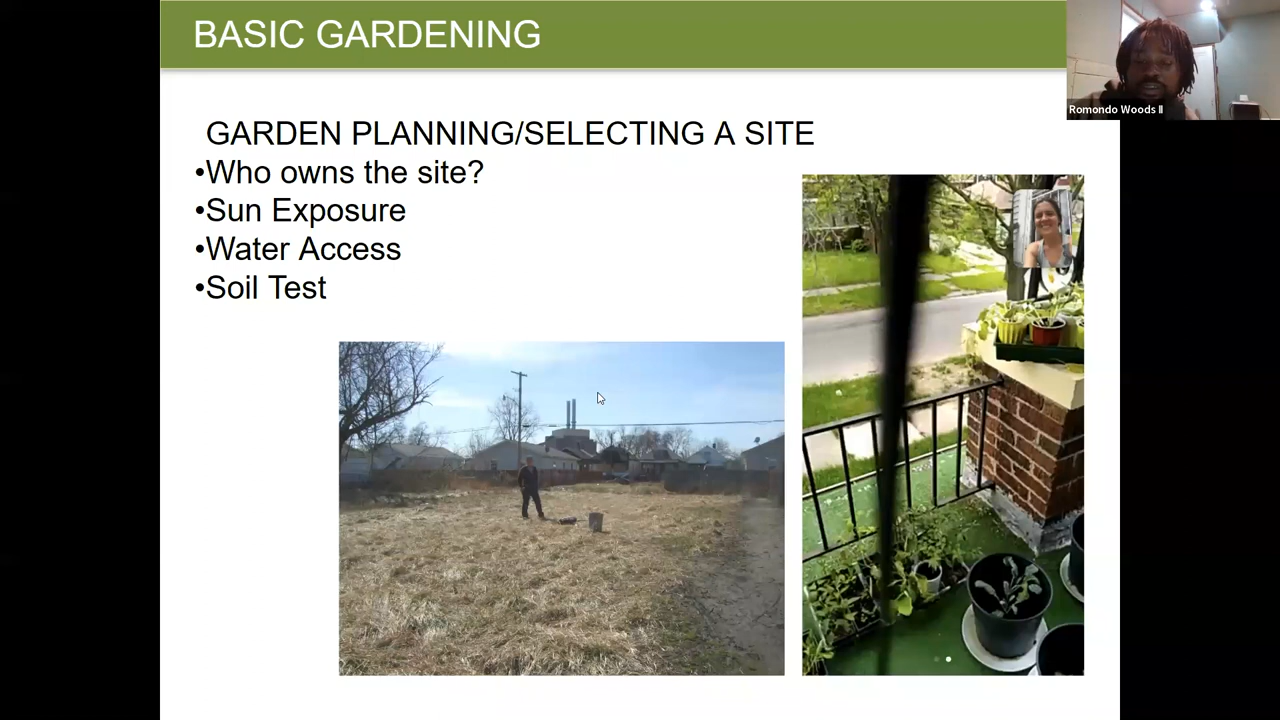 BASIC GARDENING
Romondo Woods II
GARDEN PLANNING/SELECTING A SITE
•Who owns the site?
•Sun Exposure
•Water Access
•Soil Test